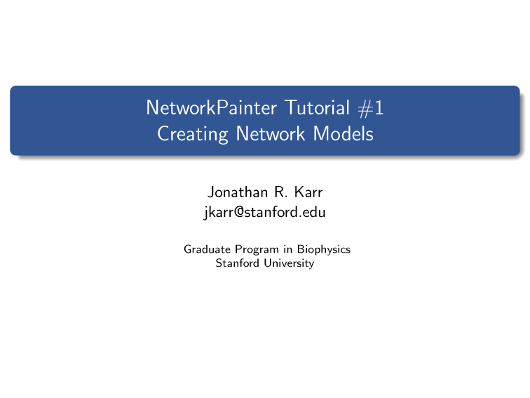 NetworkPainter Tutorial #1
Creating Network Models
Jonathan R. Karr
jkarr@stanford.edu
Graduate Program in Biophysics
Stanford University